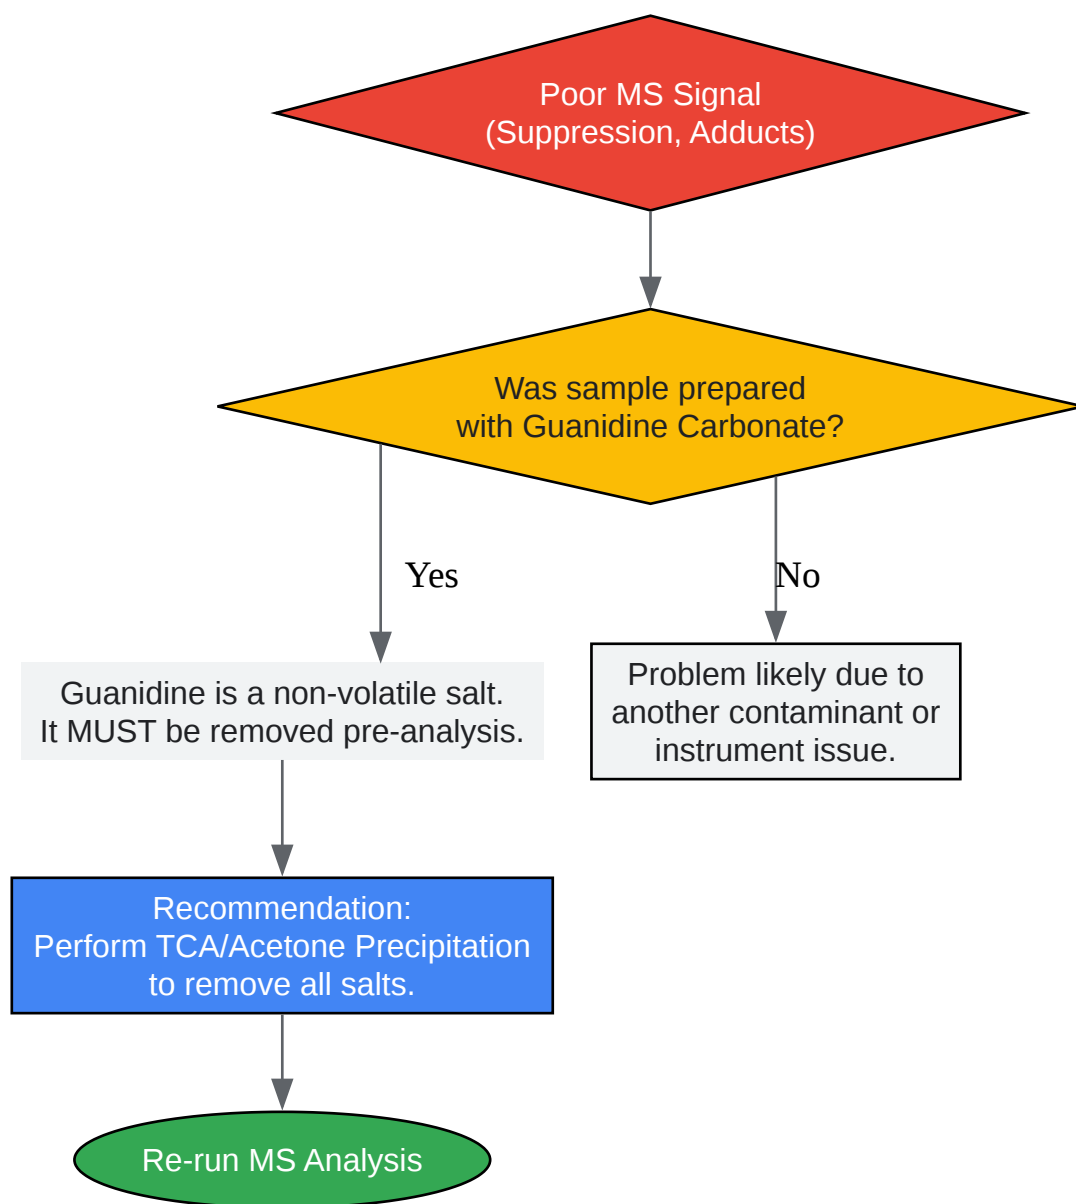 Poor MS Signal
(Suppression, Adducts)
Was sample prepared
with Guanidine Carbonate?
Yes
No
Guanidine is a non-volatile salt.
It MUST be removed pre-analysis.
Problem likely due to
another contaminant or
instrument issue.
Recommendation:
Perform TCA/Acetone Precipitation
to remove all salts.
Re-run MS Analysis